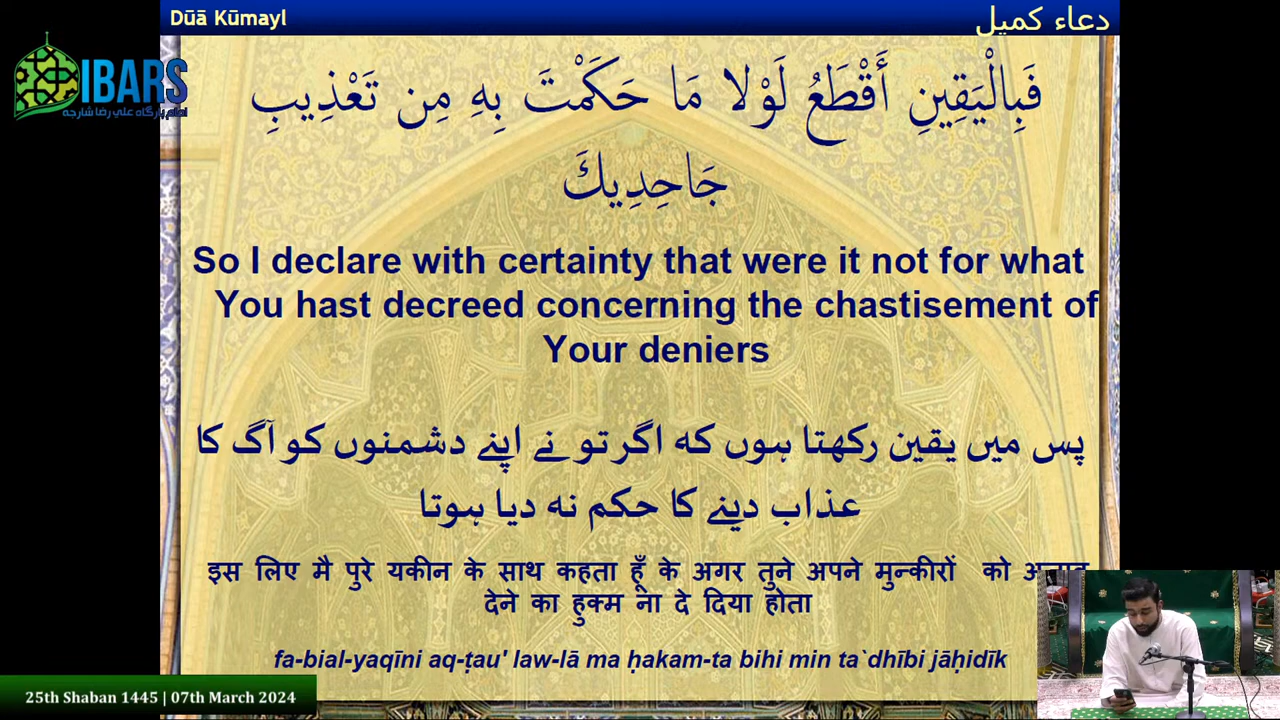 Dūā Kūmayl
دعاء كميل
IBARS
فَبِالْيَقِينِ أَقْطَعُ لَوْلا مَا حَكَمْتَ بِهِ مِن تَعْذِيبِ
جَاحِدِيكَ
So I declare with certainty that were it not for what
You hast decreed concerning the chastisement of
Your deniers
پس میں یقین رکھتا ہوں کہ اگر تو نے اپنے دشمنوں کو آگ کا
عذاب دینے کا حکم نہ دیا ہوتا
इस लिए मै पुरे यकीन के साथ कहता हूँ के अगर तुने अपने मुन्कीरों को
देने का हुक्म ना दे दिया होता
fa-bial-yaqīni aq-ṭau' law-lā ma ḥakam-ta bihi min ta`dhībi jāḥidīk
25th Shaban 1445 | 07th March 2024